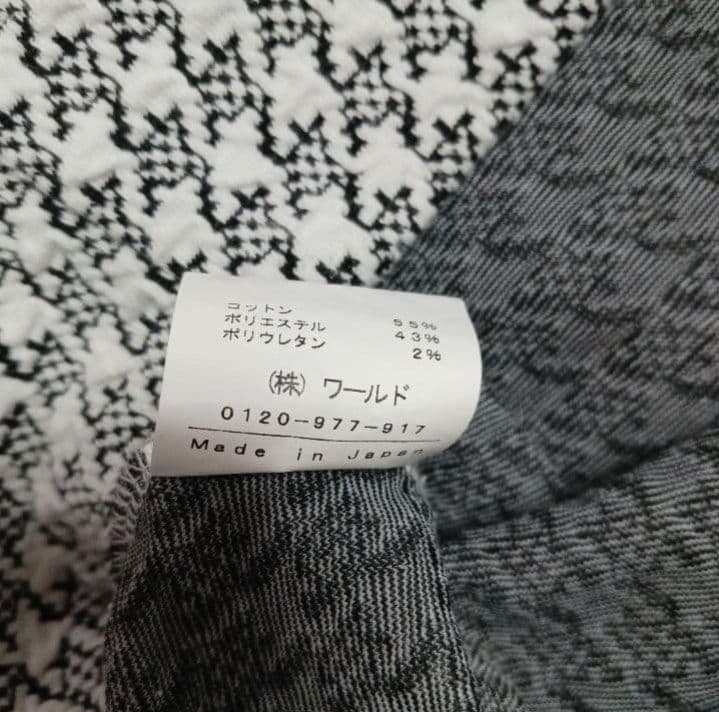 コットン 55%
ポリエステル 43%
ポリウレタン 2%
(株) ワールド
0120-977-917
Made in Japan